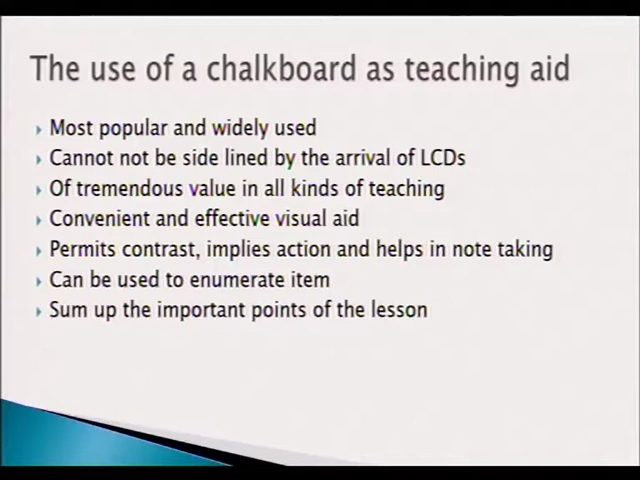 The use of a chalkboard as teaching aid
Most popular and widely used
Cannot not be side lined by the arrival of LCDs
Of tremendous value in all kinds of teaching
Convenient and effective visual aid
Permits contrast, implies action and helps in note taking
Can be used to enumerate item
Sum up the important points of the lesson